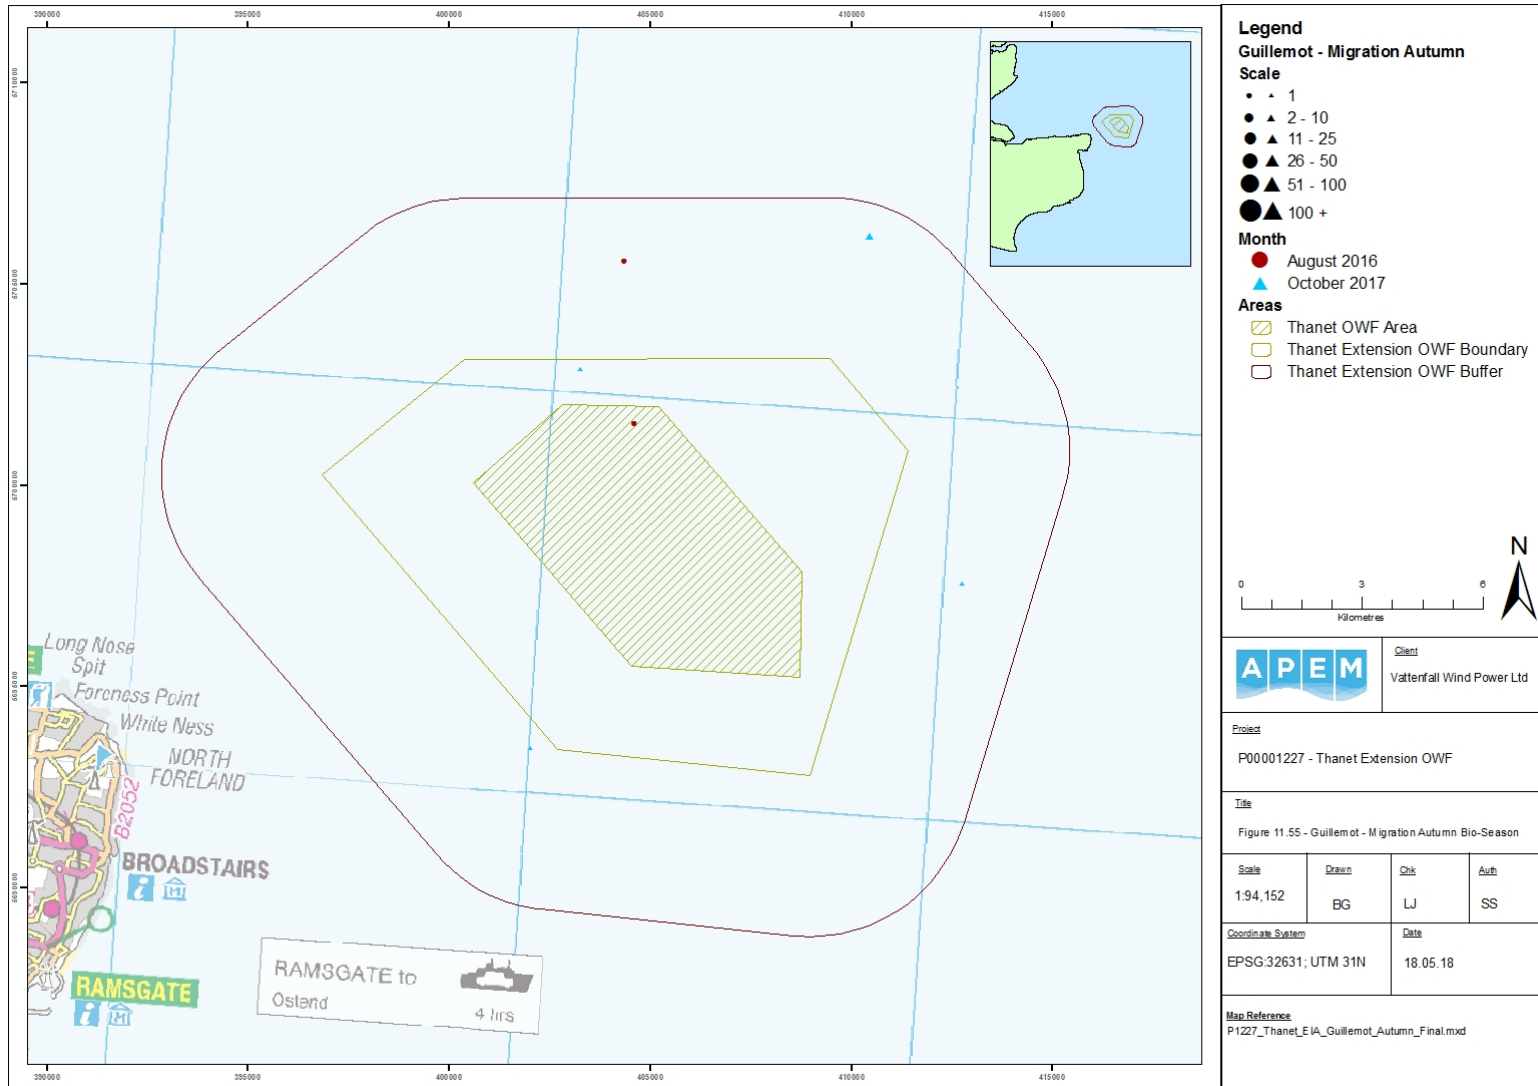 390000 395000 400000 405000 410000 415000
5710000
5705000
5700000
5695000
5690000
Long Nose
Spit
Foreness Point
White Ness
NORTH
FORELAND
B2052
BROADSTAIRS
RAMSGATE
RAMSGATE to
Ostend
4 hrs
390000 395000 400000 405000 410000 415000
Legend
Guillemot - Migration Autumn
Scale
1
2 - 10
11 - 25
26 - 50
51 - 100
100 +
Month
August 2016
October 2017
Areas
Thanet OWF Area
Thanet Extension OWF Boundary
Thanet Extension OWF Buffer
N
0 3 6
Kilometres
APEM
Client
Vattenfall Wind Power Ltd
Project
P00001227 - Thanet Extension OWF
Title
Figure 11.55 - Guillemot - Migration Autumn Bio-Season
Scale Drawn Chk Auth
1:94,152 BG LJ SS
Coordinate System Date
EPSG:32631; UTM 31N 18.05.18
Map Reference
P1227_Thanet_EIA_Guillemot_Autumn_Final.mxd